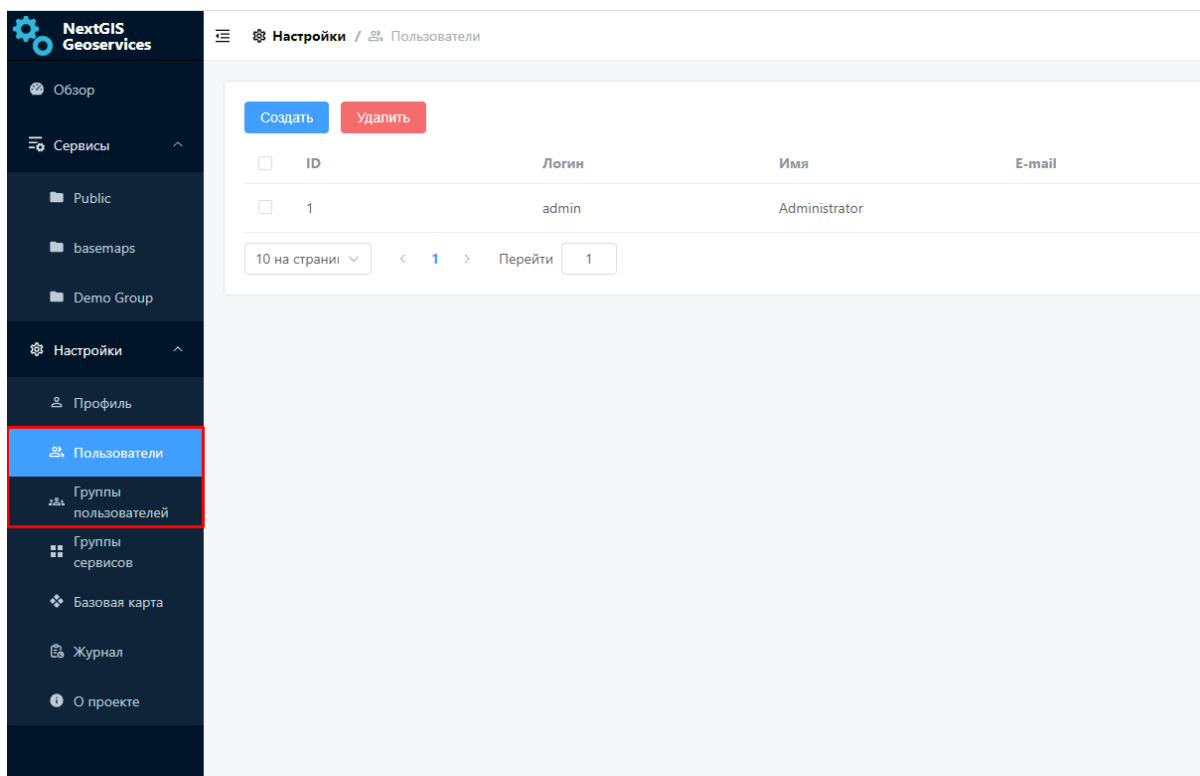 NextGIS
Geoservices
Настройки / Пользователи
Обзор
Сервисы
Public
basemaps
Demo Group
Настройки
Профиль
Пользователи
Группы
пользователей
Группы
сервисов
Базовая карта
Журнал
О проекте
Создать Удалить
ID Логин Имя E-mail
1 admin Administrator
10 на страни 1 Перейти 1